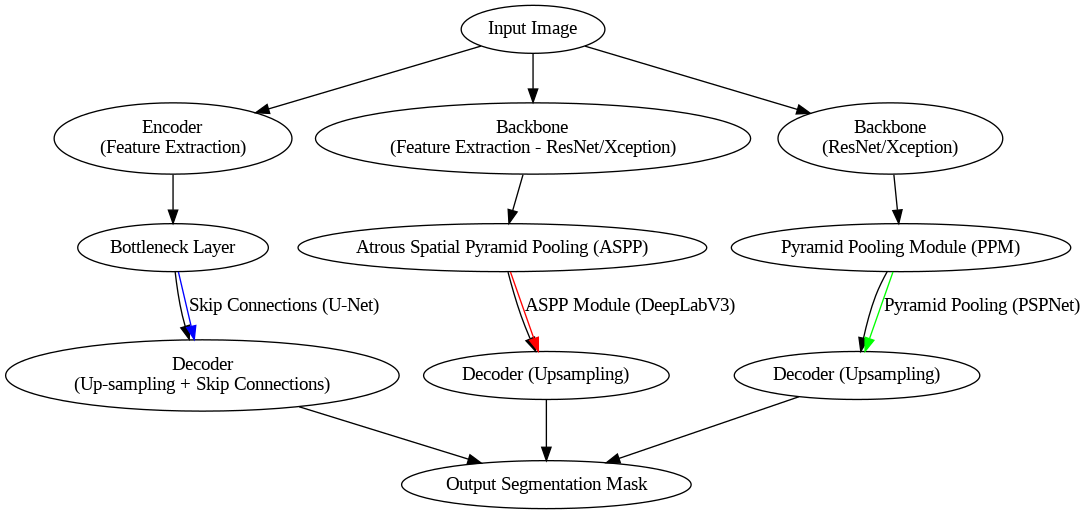 Input Image
Encoder
(Feature Extraction)
Backbone
(Feature Extraction - ResNet/Xception)
Backbone
(ResNet/Xception)
Bottleneck Layer
Atrous Spatial Pyramid Pooling (ASPP)
Pyramid Pooling Module (PPM)
Skip Connections (U-Net)
ASPP Module (DeepLabV3)
Pyramid Pooling (PSPNet)
Decoder
(Up-sampling + Skip Connections)
Decoder (Upsampling)
Decoder (Upsampling)
Output Segmentation Mask